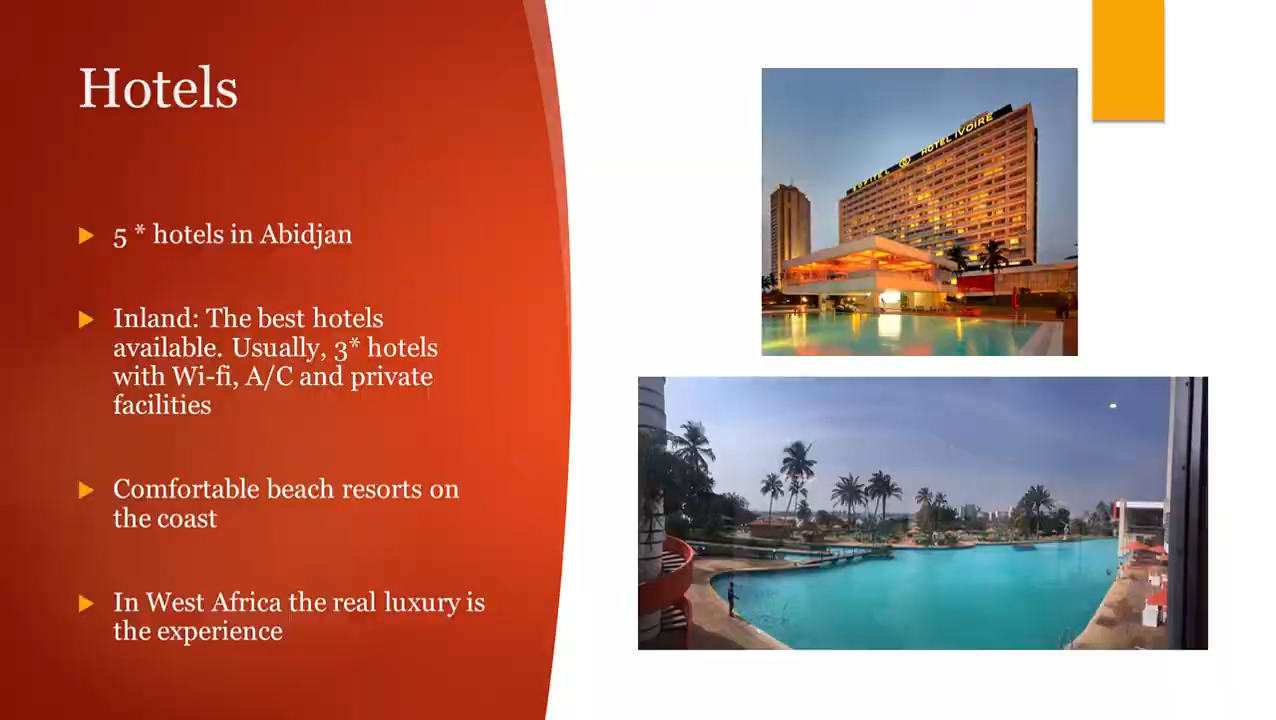 Hotels
5 * hotels in Abidjan
Inland: The best hotels
available. Usually, 3* hotels
with Wi-fi, A/C and private
facilities
Comfortable beach resorts on
the coast
In West Africa the real luxury is
the experience
SOFITEL HOTEL IVOIRE